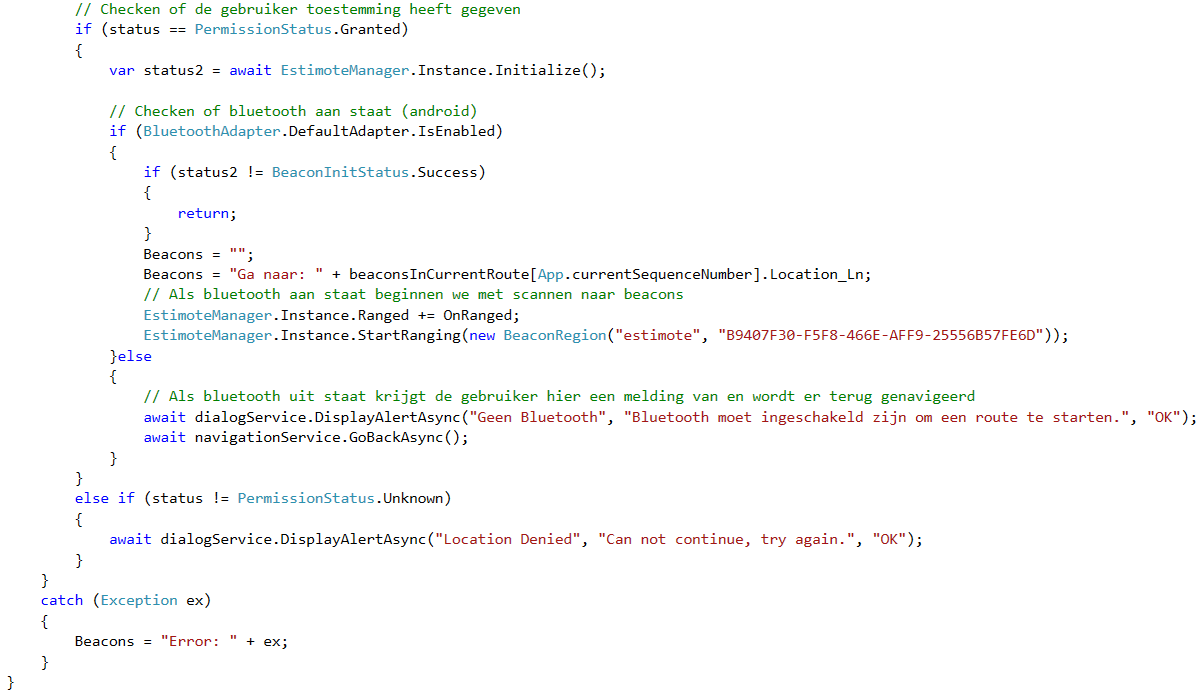 // Checken of de gebruiker toestemming heeft gegeven
if (status == PermissionStatus.Granted)
{
var status2 = await EstimoteManager.Instance.Initialize();
// Checken of bluetooth aan staat (android)
if (BluetoothAdapter.DefaultAdapter.IsEnabled)
{
if (status2 != BeaconInitStatus.Success)
{
return;
}
Beacons = "";
Beacons = "Ga naar: " + beaconsInCurrentRoute[App.currentSequenceNumber].Location_Ln;
// Als bluetooth aan staat beginnen we met scannen naar beacons
EstimoteManager.Instance.Ranged += OnRanged;
EstimoteManager.Instance.StartRanging(new BeaconRegion("estimote", "B9407F30-F5F8-466E-AFF9-25556B57FE6D"));
}else
{
// Als bluetooth uit staat krijgt de gebruiker hier een melding van en wordt er terug genavigeerd
await dialogService.DisplayAlertAsync("Geen Bluetooth", "Bluetooth moet ingeschakeld zijn om een route te starten.", "OK");
await navigationService.GoBackAsync();
}
}
else if (status != PermissionStatus.Unknown)
{
await dialogService.DisplayAlertAsync("Location Denied", "Can not continue, try again.", "OK");
}
}
catch (Exception ex)
{
Beacons = "Error: " + ex;
}
}